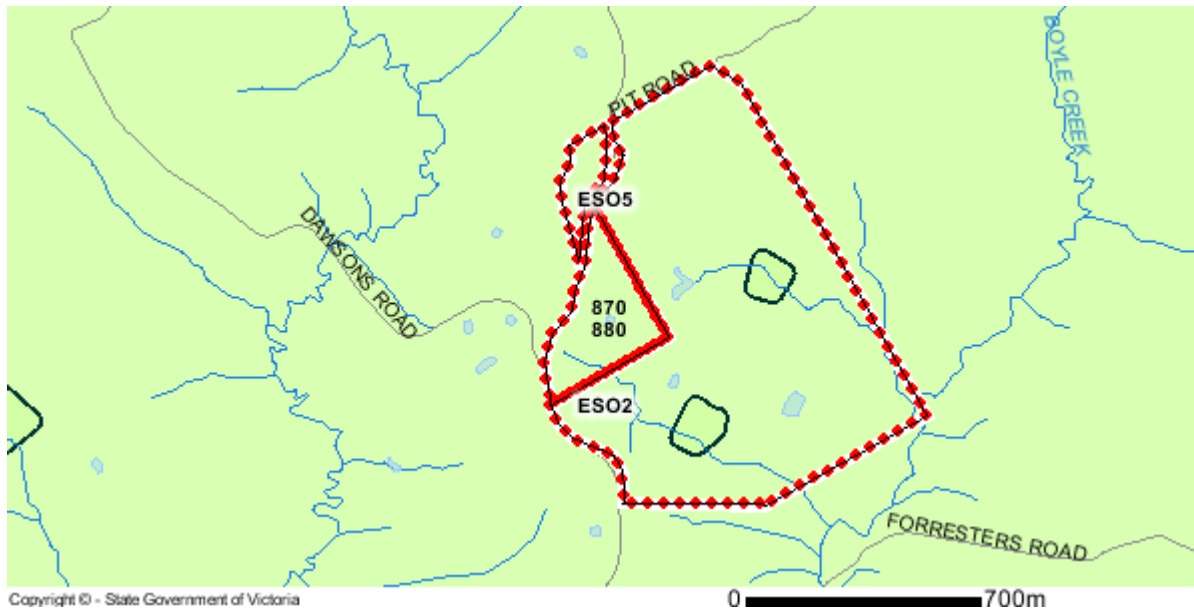 BOYLE CREEK
PIT ROAD
ESO5
DAWSONS ROAD
870
880
ESO2
FORRESTERS ROAD
Copyright © - State Government of Victoria
0 700m